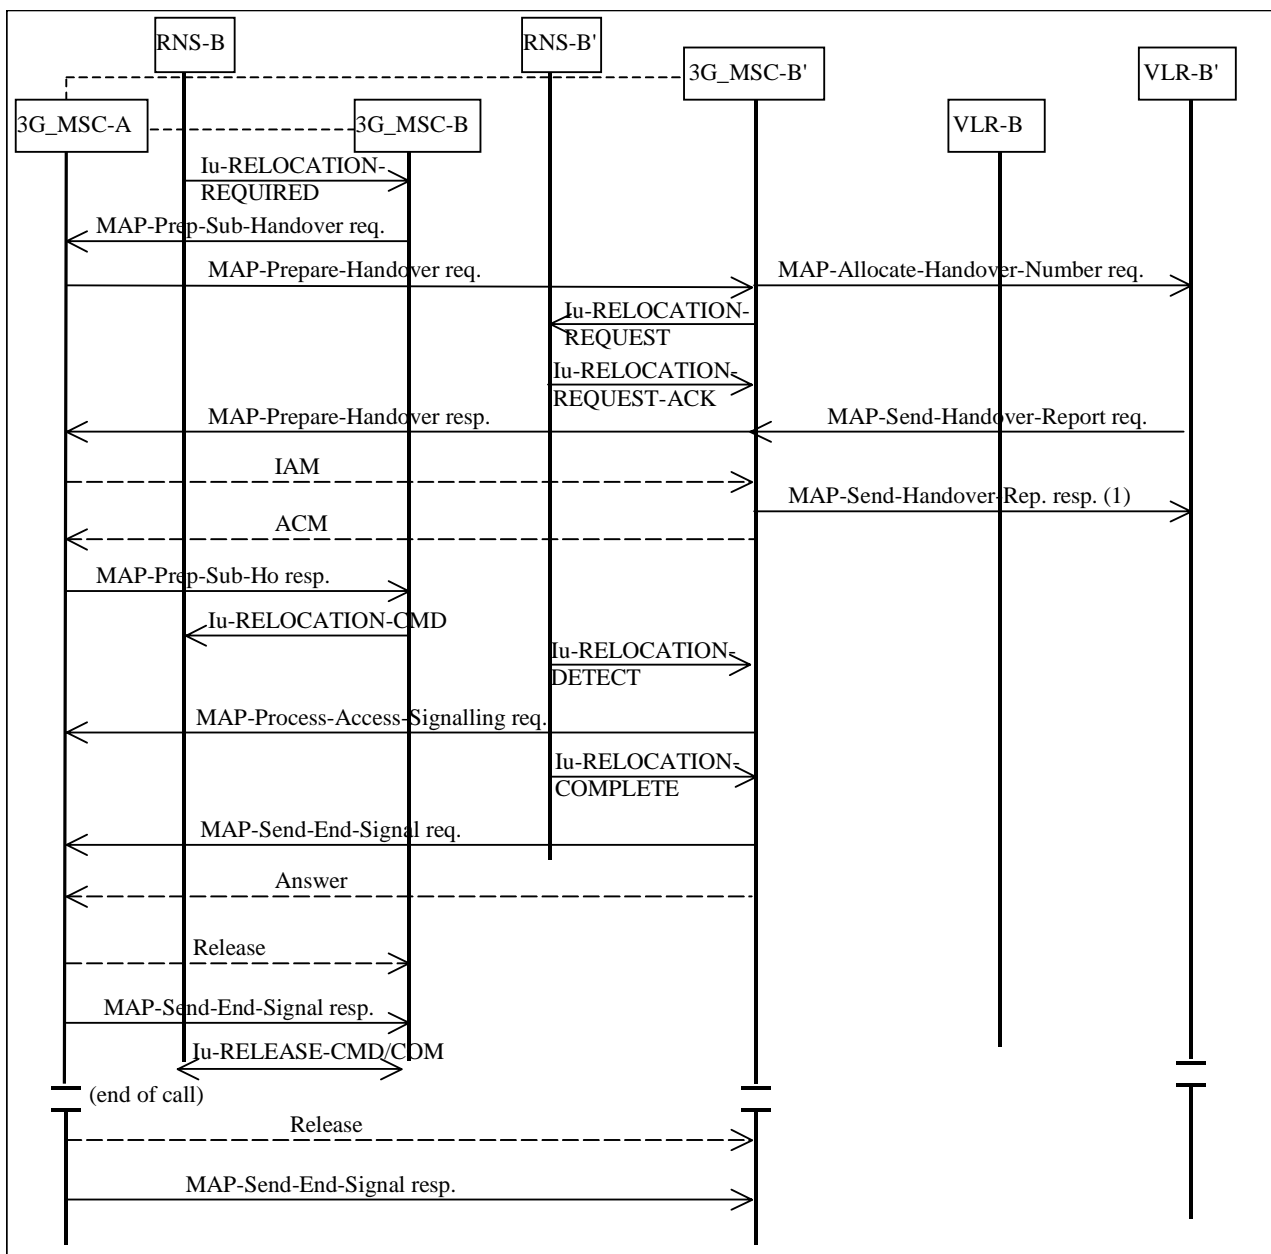 RNS-B
RNS-B'
3G_MSC-B'
VLR-B'
3G_MSC-A
3G_MSC-B
VLR-B
Iu-RELOCATION-
REQUIRED
MAP-Prep-Sub-Handover req.
MAP-Prepare-Handover req.
MAP-Allocate-Handover-Number req.
Iu-RELOCATION-
REQUEST
Iu-RELOCATION-
REQUEST-ACK
MAP-Prepare-Handover resp.
MAP-Send-Handover-Report req.
IAM
MAP-Send-Handover-Rep. resp. (1)
ACM
MAP-Prep-Sub-Ho resp.
Iu-RELOCATION-CMD
Iu-RELOCATION-
DETECT
MAP-Process-Access-Signalling req.
Iu-RELOCATION-
COMPLETE
MAP-Send-End-Signal req.
Answer
Release
MAP-Send-End-Signal resp.
Iu-RELEASE-CMD/COM
(end of call)
Release
MAP-Send-End-Signal resp.